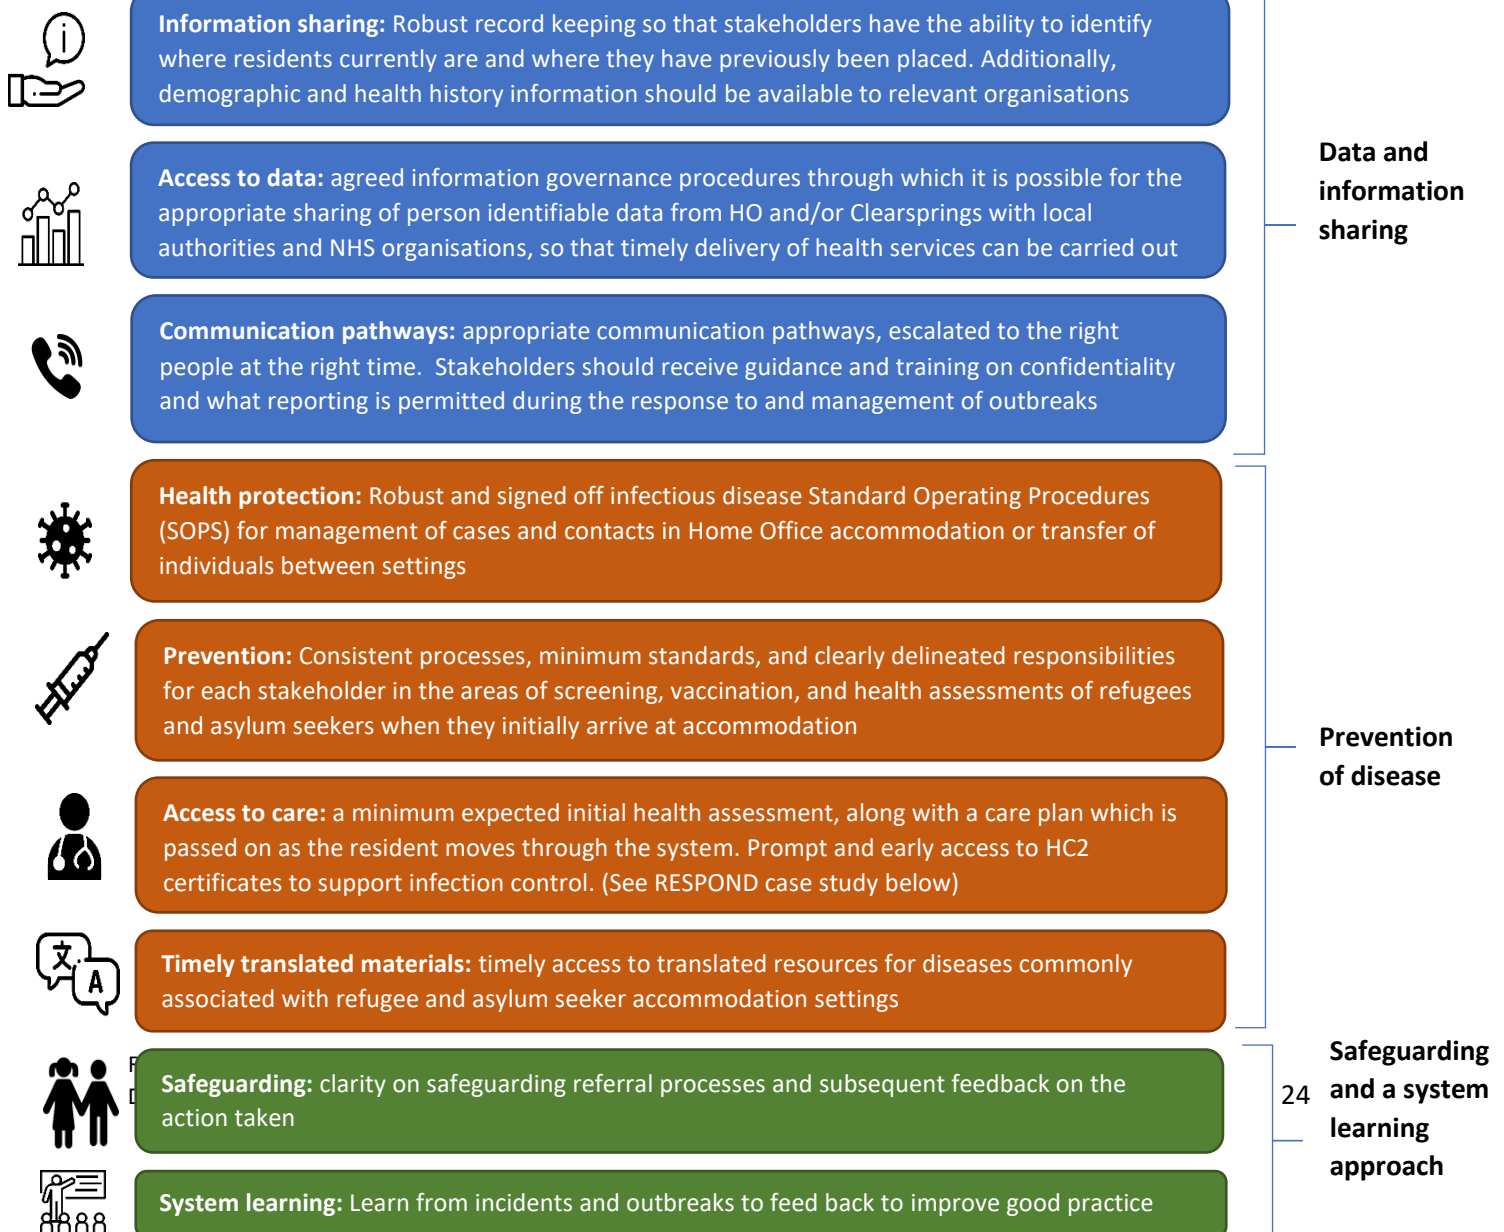 Information sharing: Robust record keeping so that stakeholders have the ability to identify
where residents currently are and where they have previously been placed. Additionally,
demographic and health history information should be available to relevant organisations
Access to data: agreed information governance procedures through which it is possible for the
appropriate sharing of person identifiable data from HO and/or Clearsprings with local
authorities and NHS organisations, so that timely delivery of health services can be carried out
Communication pathways: appropriate communication pathways, escalated to the right
people at the right time.  Stakeholders should receive guidance and training on confidentiality
and what reporting is permitted during the response to and management of outbreaks
Data and
information
sharing
Health protection: Robust and signed off infectious disease Standard Operating Procedures
(SOPS) for management of cases and contacts in Home Office accommodation or transfer of
individuals between settings
Prevention: Consistent processes, minimum standards, and clearly delineated responsibilities
for each stakeholder in the areas of screening, vaccination, and health assessments of refugees
and asylum seekers when they initially arrive at accommodation
Access to care: a minimum expected initial health assessment, along with a care plan which is
passed on as the resident moves through the system. Prompt and early access to HC2
certificates to support infection control. (See RESPOND case study below)
文
A
Timely translated materials: timely access to translated resources for diseases commonly
associated with refugee and asylum seeker accommodation settings
Prevention
of disease
Safeguarding: clarity on safeguarding referral processes and subsequent feedback on the
action taken
System learning: Learn from incidents and outbreaks to feed back to improve good practice
24
Safeguarding
and a system
learning
approach